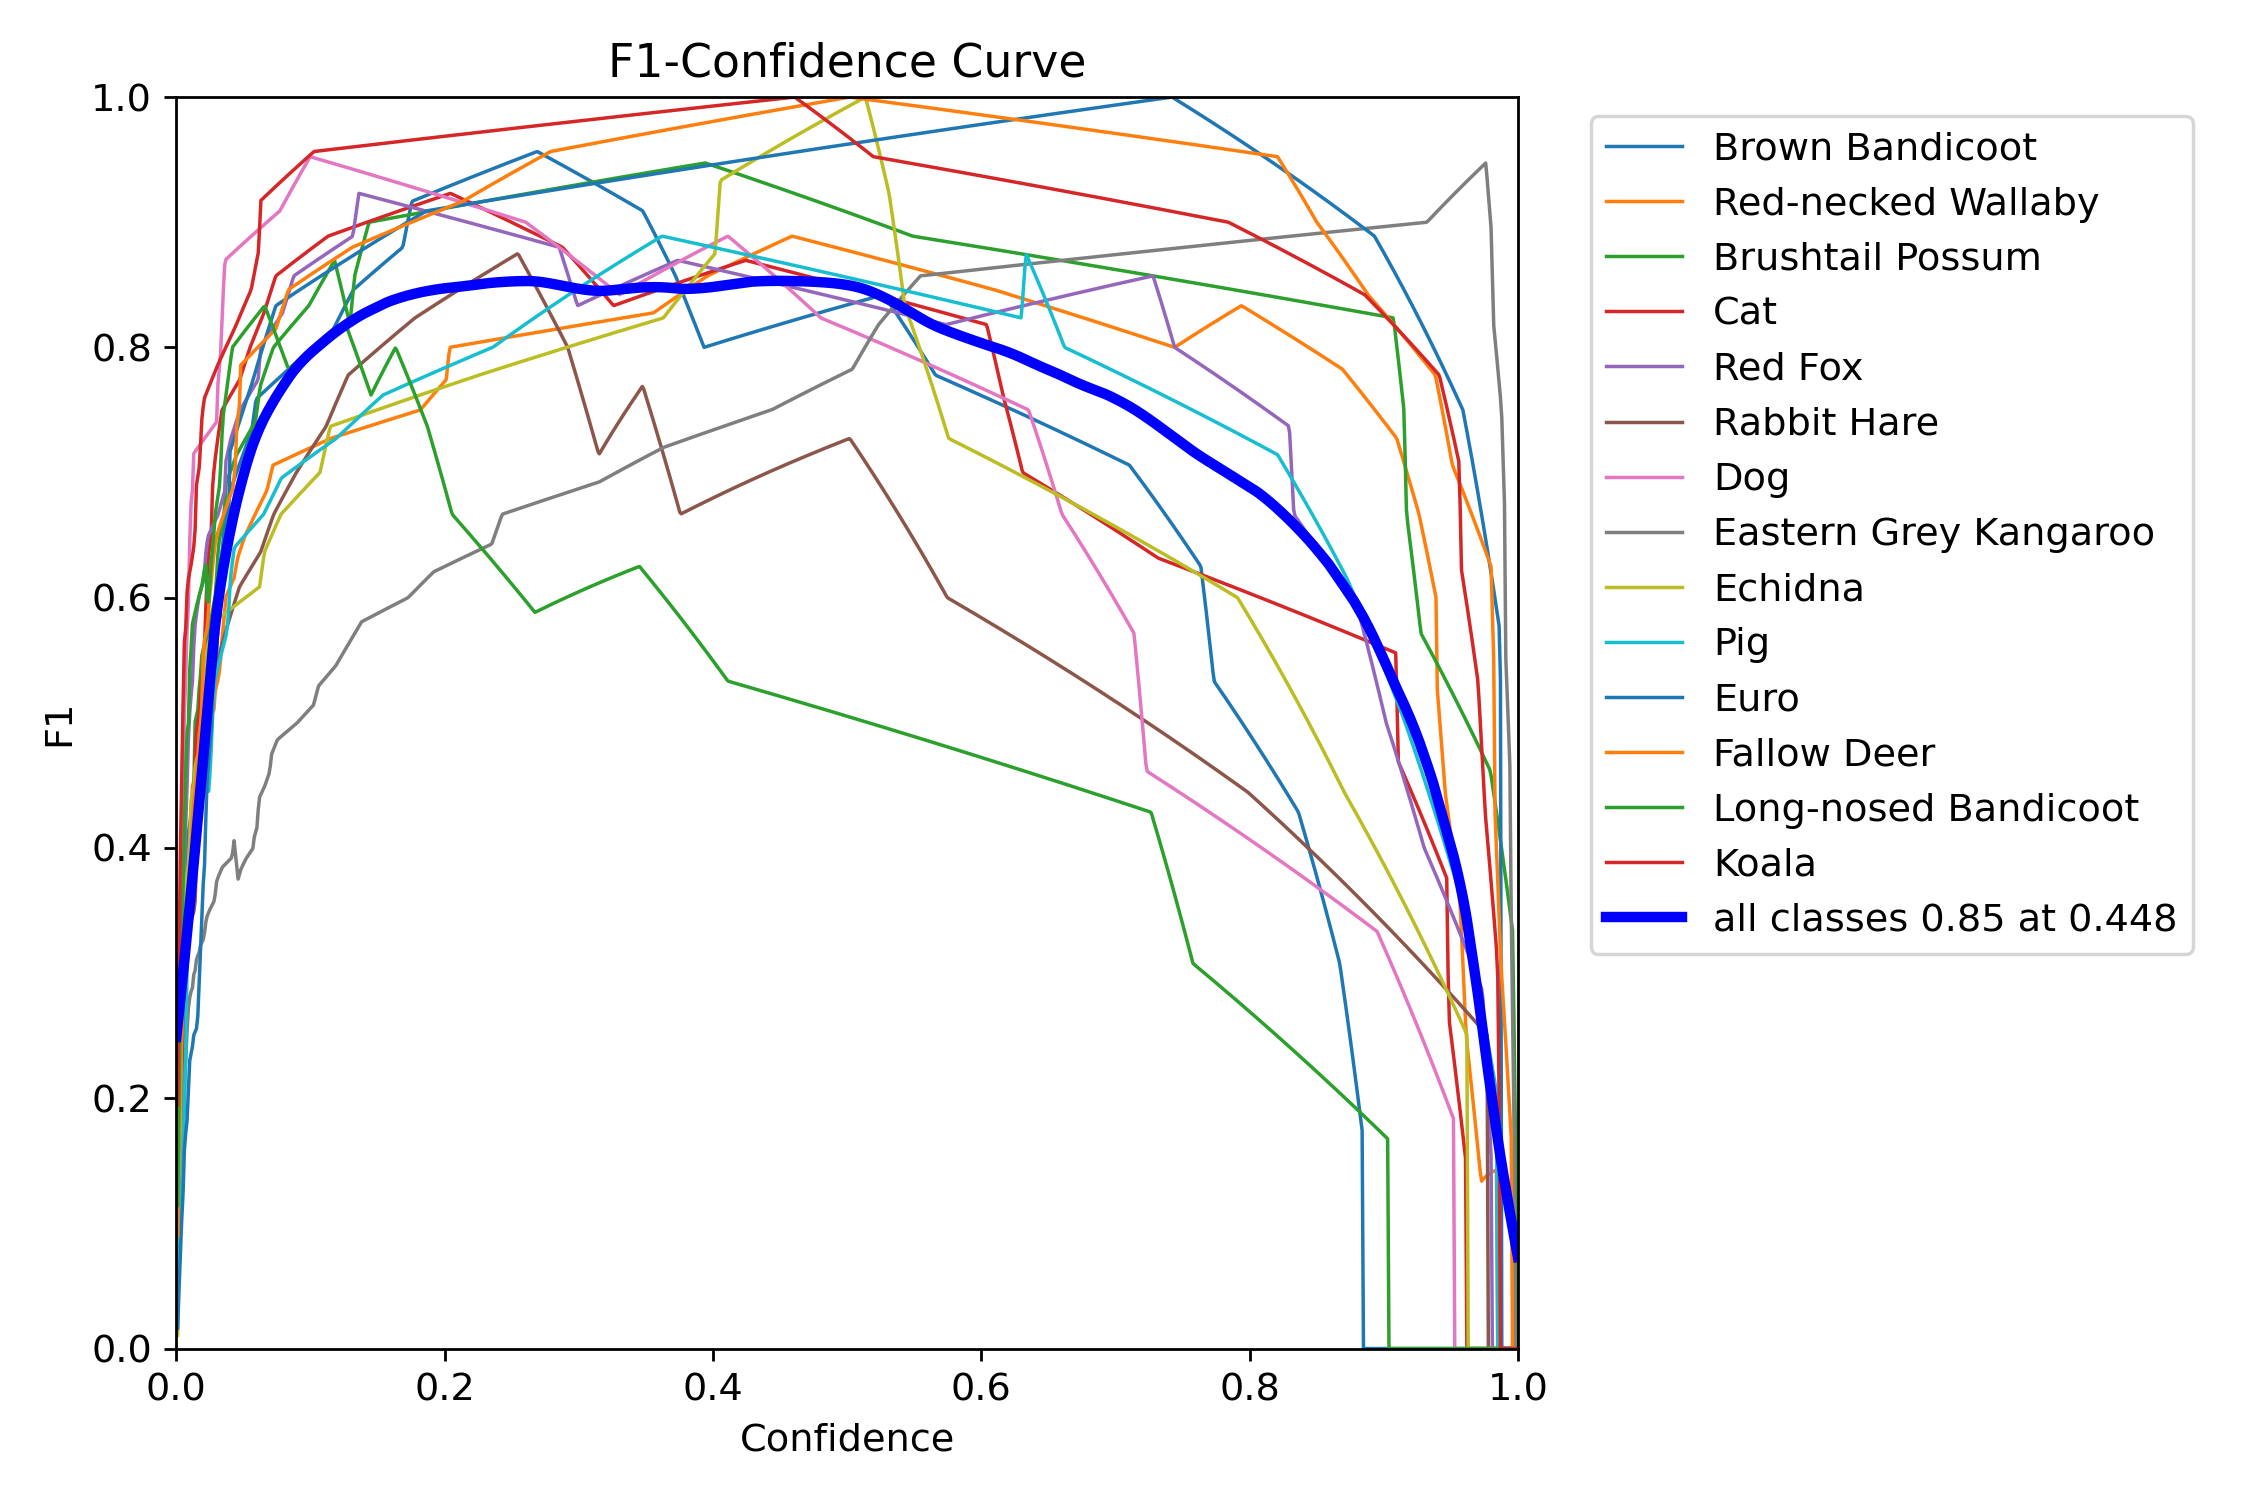 F1-Confidence Curve
1.0
0.8
0.6
0.4
0.2
0.0
F1
0.0 0.2 0.4 0.6 0.8 1.0
Confidence
Brown Bandicoot
Red-necked Wallaby
Brushtail Possum
Cat
Red Fox
Rabbit Hare
Dog
Eastern Grey Kangaroo
Echidna
Pig
Euro
Fallow Deer
Long-nosed Bandicoot
Koala
all classes 0.85 at 0.448